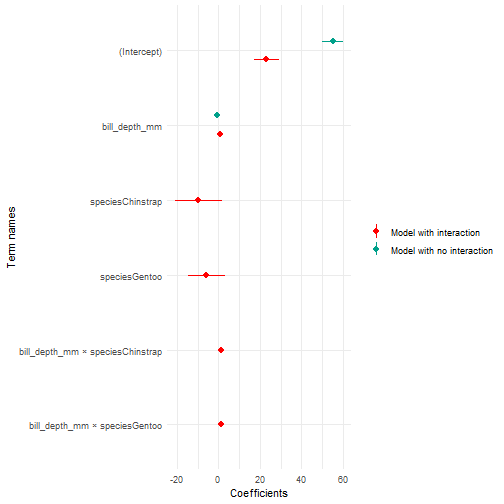 (Intercept)
bill_depth_mm
speciesChinstrap
speciesGentoo
bill_depth_mm × speciesChinstrap
bill_depth_mm × speciesGentoo
Term names
-20 0 20 40 60
Coefficients
Model with interaction
Model with no interaction